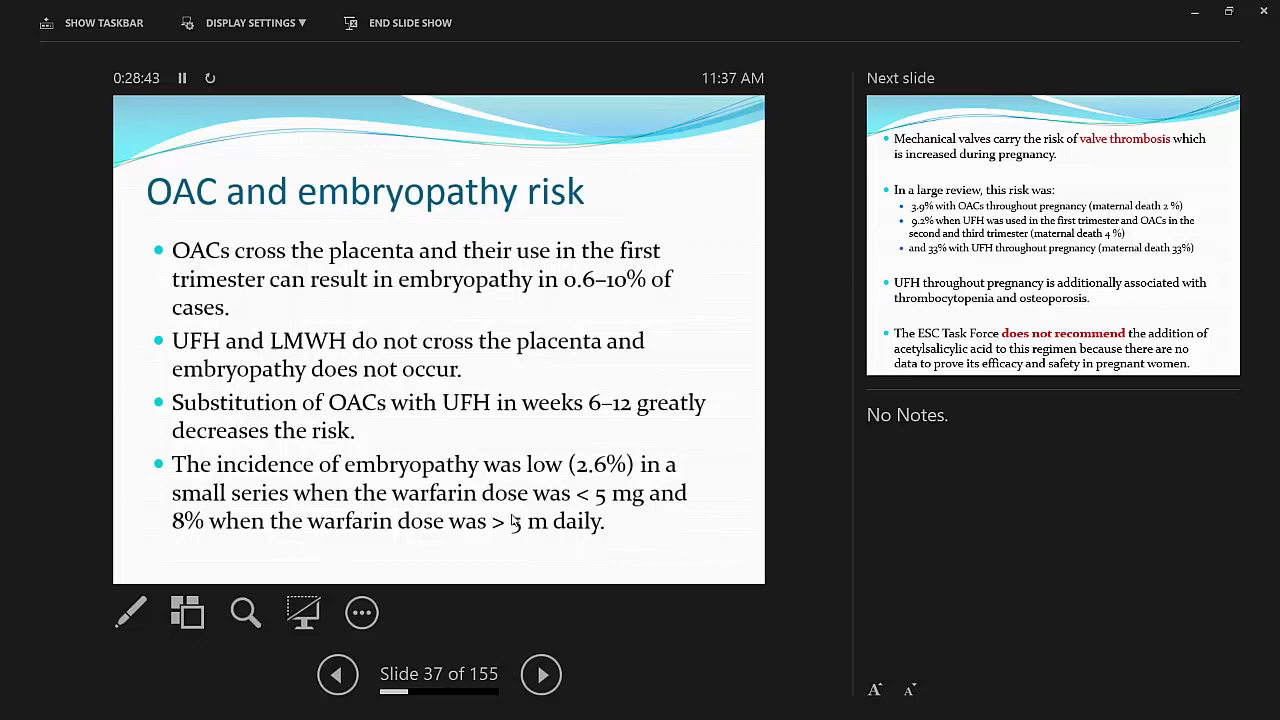 SHOW TASKBAR
DISPLAY SETTINGS ▼
END SLIDE SHOW
0:28:43
11:37 AM
OAC and embryopathy risk
OACs cross the placenta and their use in the first
trimester can result in embryopathy in 0.6–10% of
cases.
UFH and LMWH do not cross the placenta and
embryopathy does not occur.
Substitution of OACs with UFH in weeks 6–12 greatly
decreases the risk.
The incidence of embryopathy was low (2.6%) in a
small series when the warfarin dose was < 5 mg and
8% when the warfarin dose was > 5 m daily.
Slide 37 of 155
Next slide
Mechanical valves carry the risk of valve thrombosis which
is increased during pregnancy.
In a large review, this risk was:
3.9% with OACs throughout pregnancy (maternal death 2 %)
9.2% when UFH was used in the first trimester and OACs in the
second and third trimester (maternal death 4 %)
and 33% with UFH throughout pregnancy (maternal death 33%)
UFH throughout pregnancy is additionally associated with
thrombocytopenia and osteoporosis.
The ESC Task Force does not recommend the addition of
acetylsalicylic acid to this regimen because there are no
data to prove its efficacy and safety in pregnant women.
No Notes.
A A